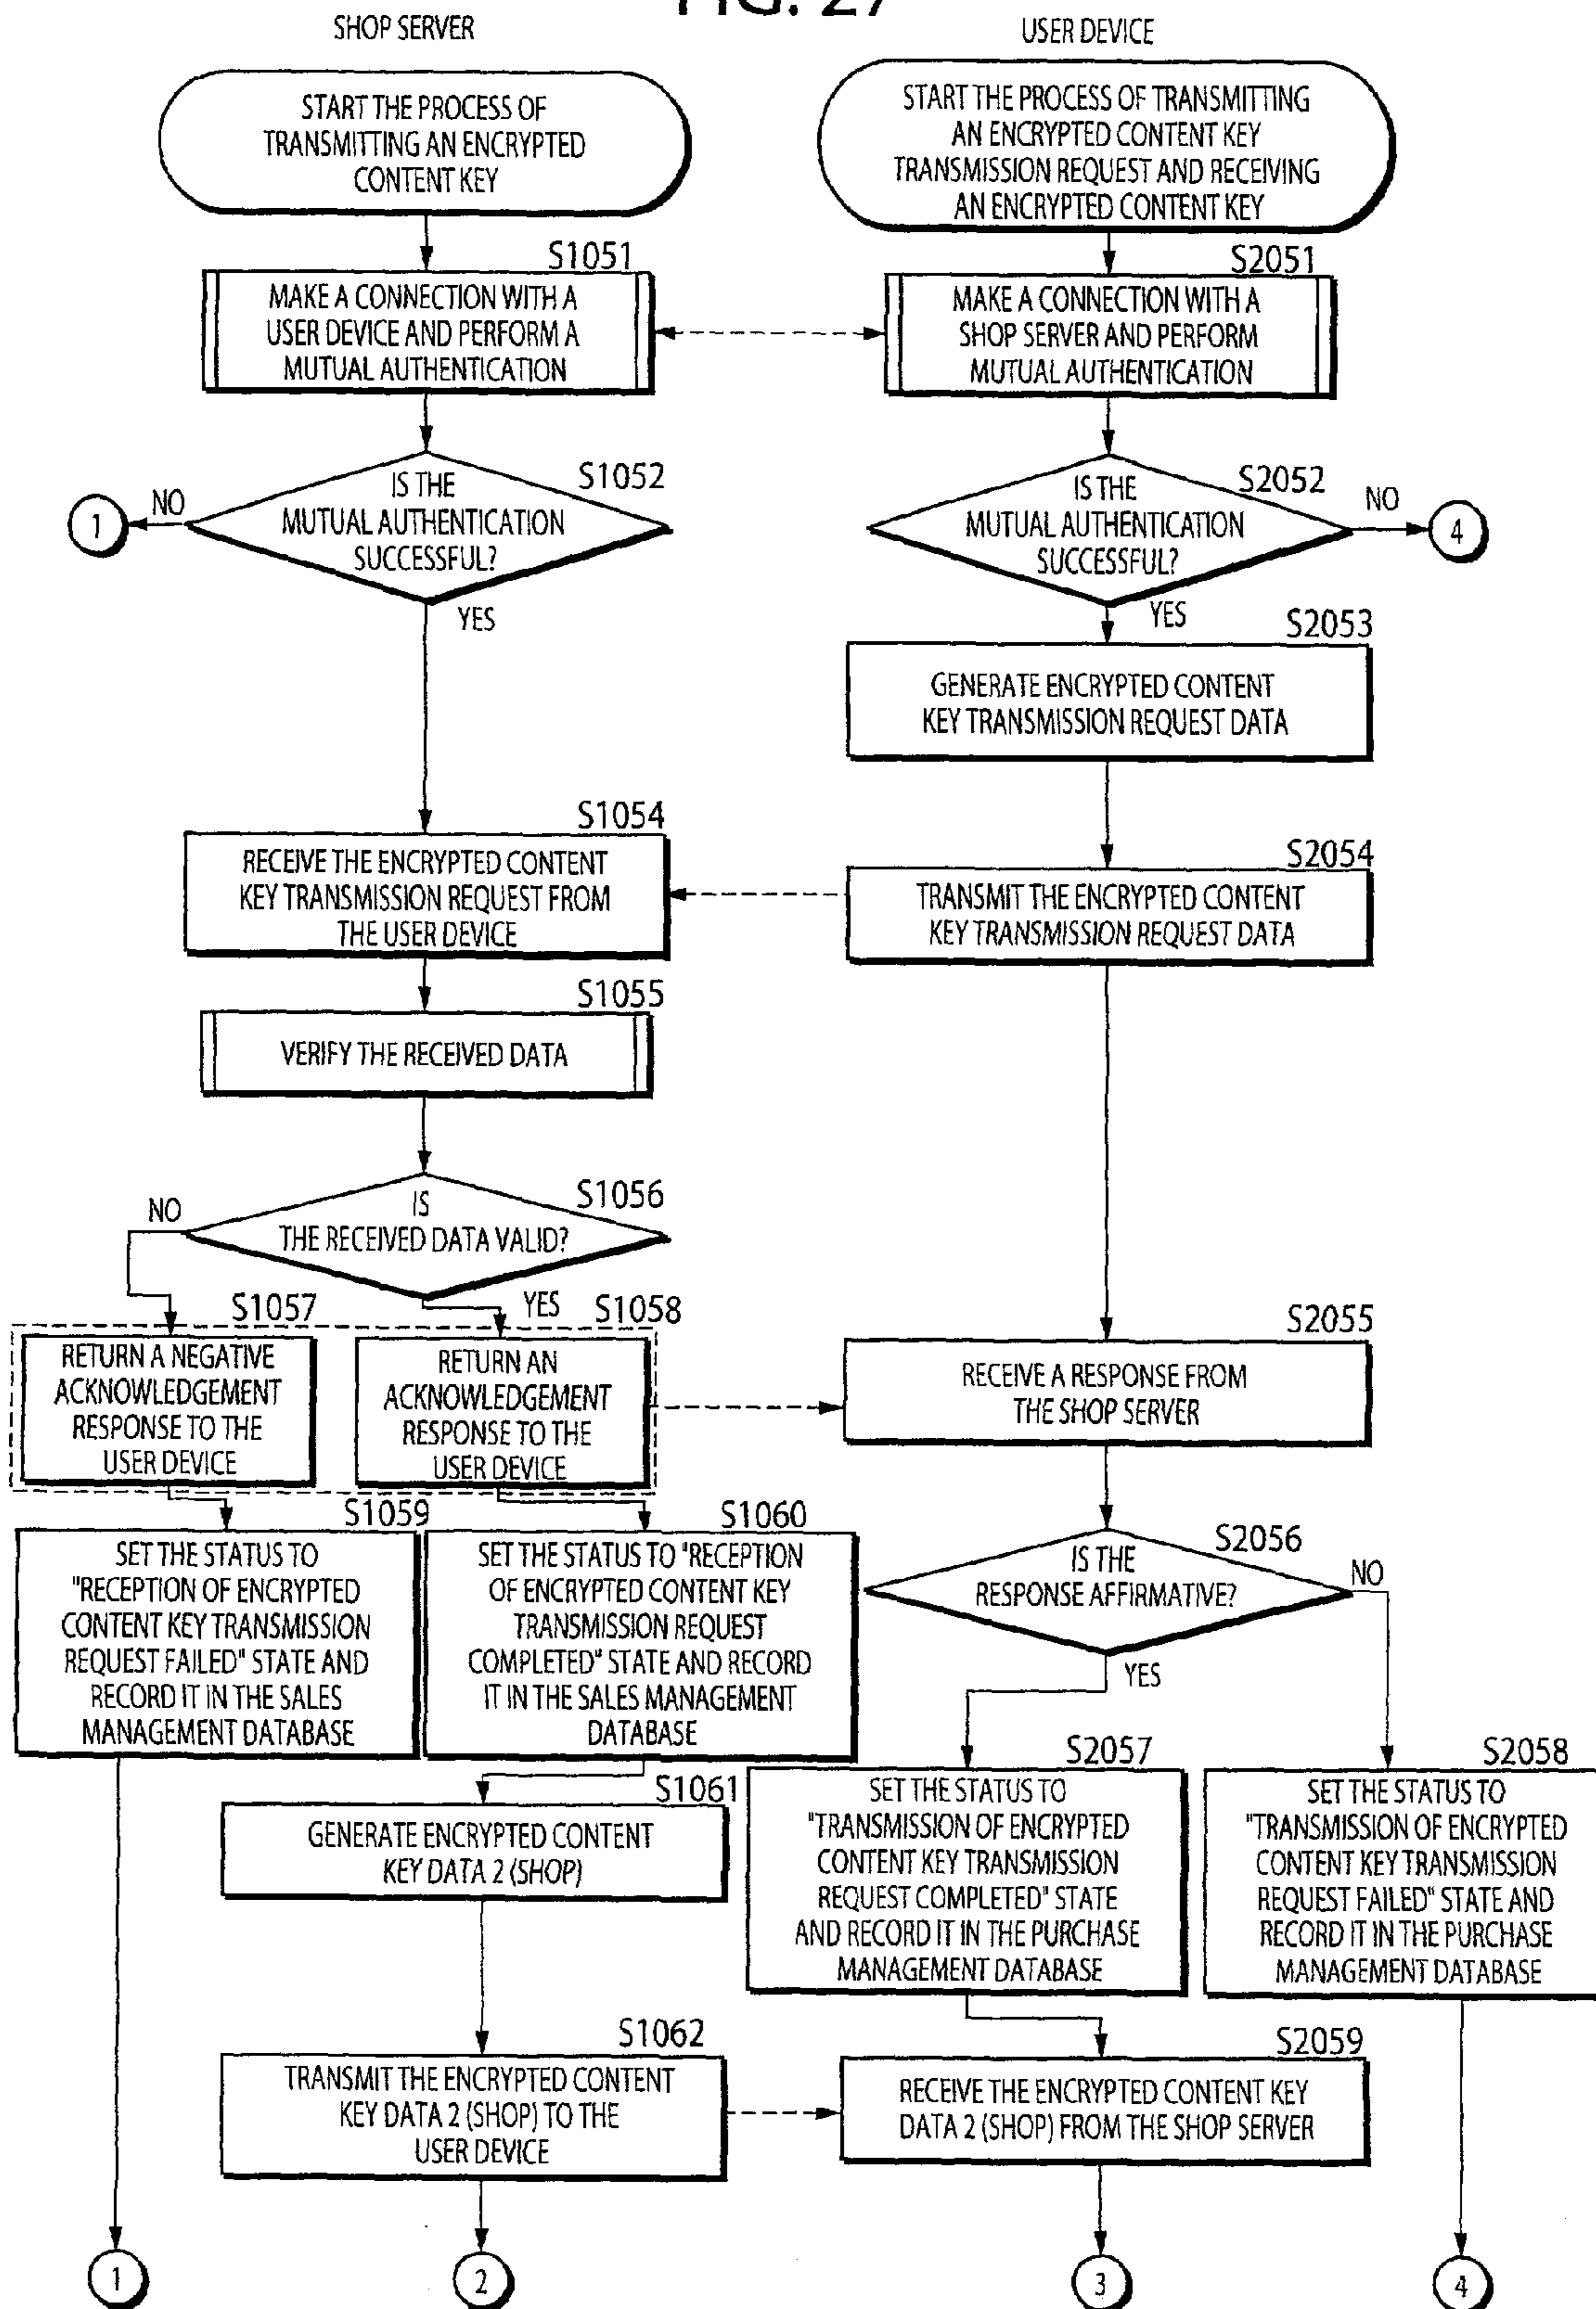 FIG. 27
SHOP SERVER
USER DEVICE
START THE PROCESS OF
TRANSMITTING AN ENCRYPTED
CONTENT KEY
START THE PROCESS OF TRANSMITTING
AN ENCRYPTED CONTENT KEY
TRANSMISSION REQUEST AND RECEIVING
AN ENCRYPTED CONTENT KEY
S1051
MAKE A CONNECTION WITH A
USER DEVICE AND PERFORM A
MUTUAL AUTHENTICATION
S2051
MAKE A CONNECTION WITH A
SHOP SERVER AND PERFORM
MUTUAL AUTHENTICATION
S1052
IS THE
MUTUAL AUTHENTICATION
SUCCESSFUL?
NO
1
YES
S2052
IS THE
MUTUAL AUTHENTICATION
SUCCESSFUL?
NO
4
YES
S2053
GENERATE ENCRYPTED CONTENT
KEY TRANSMISSION REQUEST DATA
S1054
RECEIVE THE ENCRYPTED CONTENT
KEY TRANSMISSION REQUEST FROM
THE USER DEVICE
S2054
TRANSMIT THE ENCRYPTED CONTENT
KEY TRANSMISSION REQUEST DATA
S1055
VERIFY THE RECEIVED DATA
S1056
IS
THE RECEIVED DATA VALID?
NO
YES
S1057
RETURN A NEGATIVE
ACKNOWLEDGEMENT
RESPONSE TO THE
USER DEVICE
S1058
RETURN AN
ACKNOWLEDGEMENT
RESPONSE TO THE
USER DEVICE
S2055
RECEIVE A RESPONSE FROM
THE SHOP SERVER
S1059
SET THE STATUS TO
"RECEPTION OF ENCRYPTED
CONTENT KEY TRANSMISSION
REQUEST FAILED" STATE AND
RECORD IT IN THE SALES
MANAGEMENT DATABASE
S1060
SET THE STATUS TO "RECEPTION
OF ENCRYPTED CONTENT KEY
TRANSMISSION REQUEST
COMPLETED" STATE AND RECORD
IT IN THE SALES MANAGEMENT
DATABASE
S2056
IS THE
RESPONSE AFFIRMATIVE?
NO
YES
S1061
GENERATE ENCRYPTED CONTENT
KEY DATA 2 (SHOP)
S2057
SET THE STATUS TO
"TRANSMISSION OF ENCRYPTED
CONTENT KEY TRANSMISSION
REQUEST COMPLETED" STATE
AND RECORD IT IN THE PURCHASE
MANAGEMENT DATABASE
S2058
SET THE STATUS TO
"TRANSMISSION OF ENCRYPTED
CONTENT KEY TRANSMISSION
REQUEST FAILED" STATE AND
RECORD IT IN THE PURCHASE
MANAGEMENT DATABASE
S1062
TRANSMIT THE ENCRYPTED CONTENT
KEY DATA 2 (SHOP) TO THE
USER DEVICE
S2059
RECEIVE THE ENCRYPTED CONTENT KEY
DATA 2 (SHOP) FROM THE SHOP SERVER
1
2
3
4